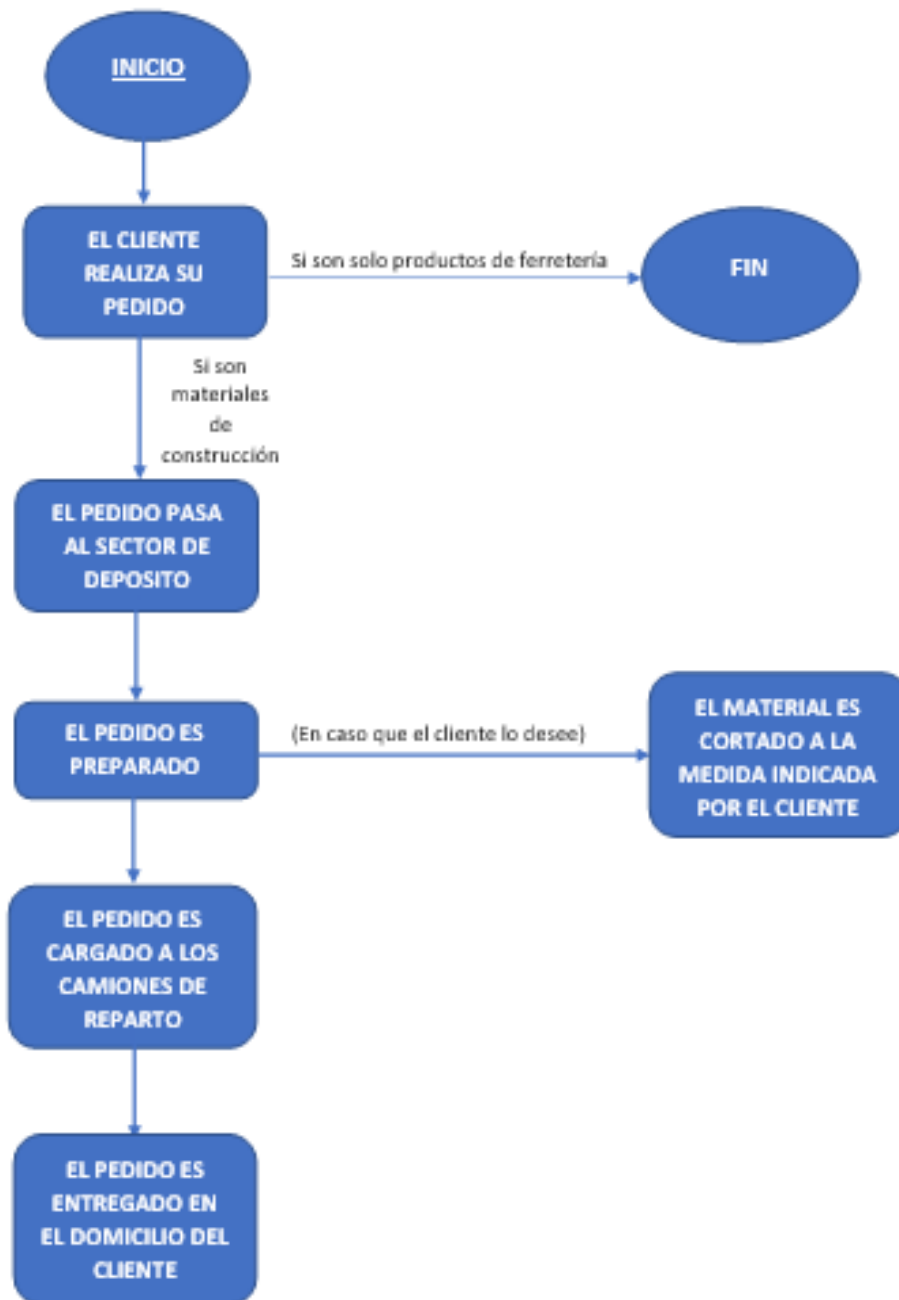 INICIO
EL CLIENTE
REALIZA SU
PEDIDO
Si son solo productos de ferretería
FIN
Si son
materiales
de
construcción
EL PEDIDO PASA
AL SECTOR DE
DEPOSITO
EL PEDIDO ES
PREPARADO
(En caso que el cliente lo desee)
EL MATERIAL ES
CORTADO A LA
MEDIDA INDICADA
POR EL CLIENTE
EL PEDIDO ES
CARGADO A LOS
CAMIONES DE
REPARTO
EL PEDIDO ES
ENTREGADO EN
EL DOMICILIO DEL
CLIENTE